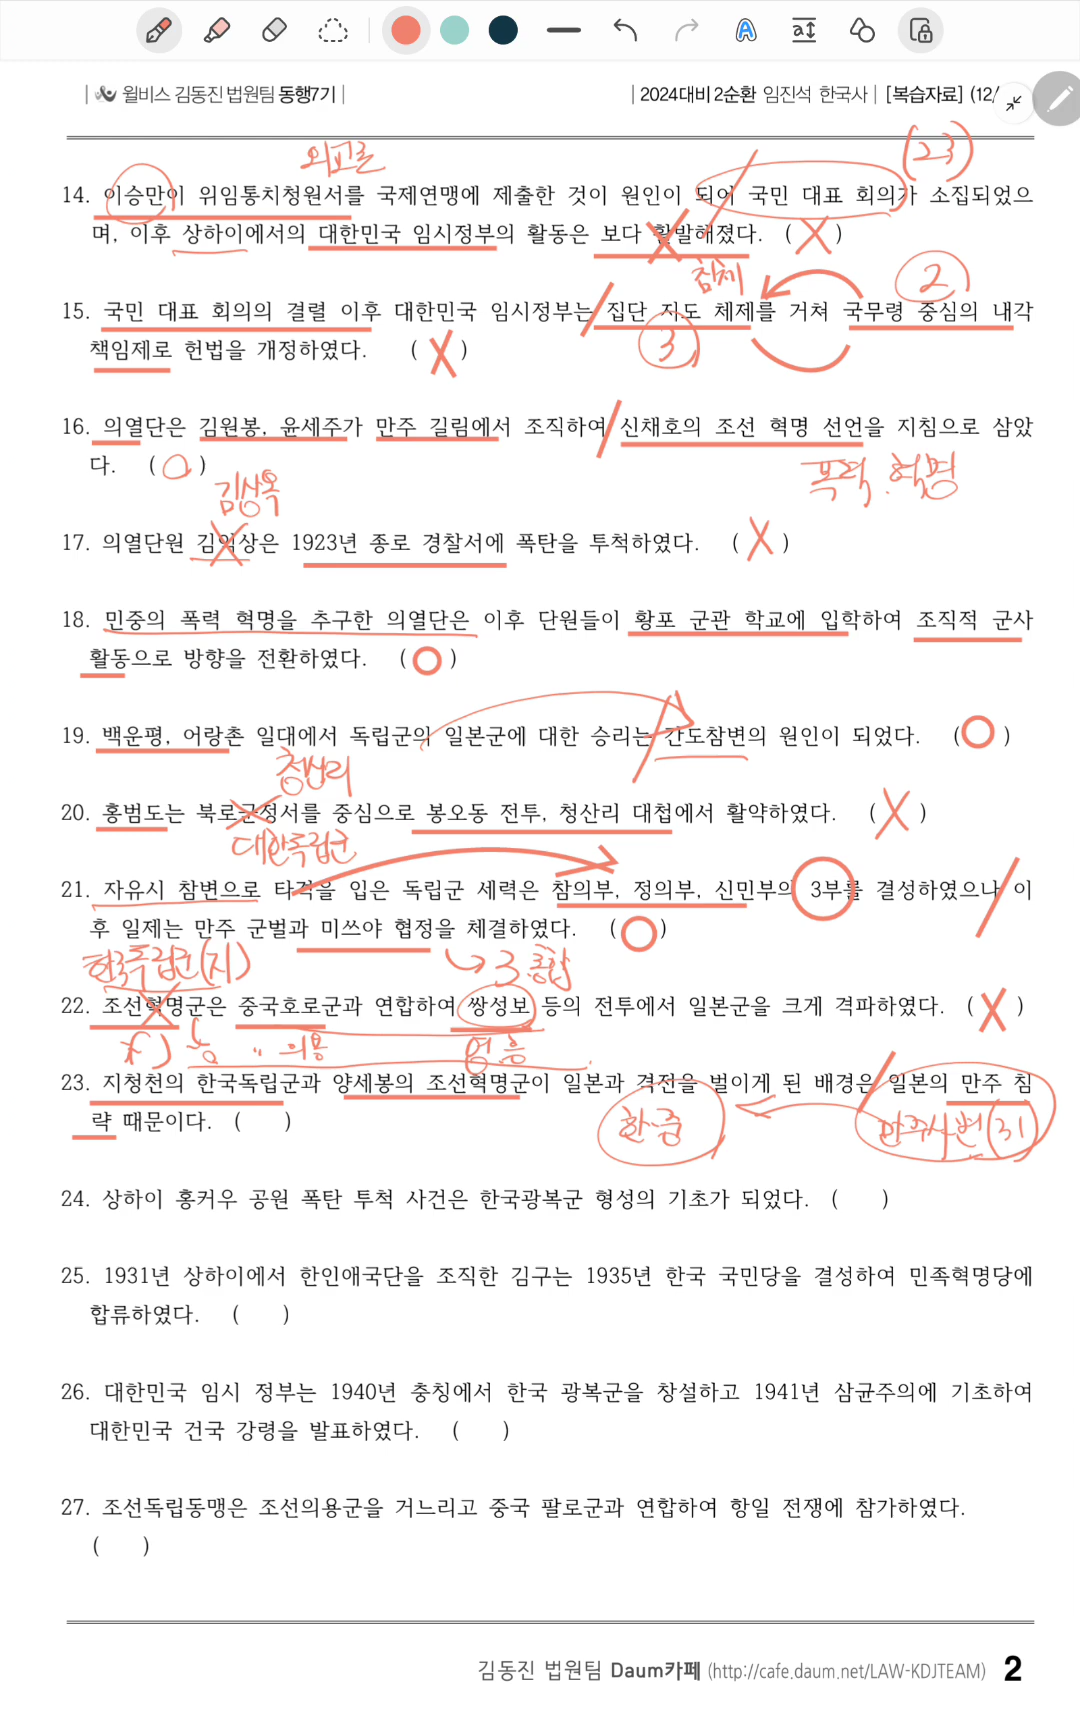 윌비스 김동진 법원팀 동행7기
2024대비 2순환 임진석 한국사 | [복습자료] (12/
외교론
(23)
14. 이승만이 위임통치청원서를 국제연맹에 제출한 것이 원인이 되어 국민 대표 회의가 소집되었으
며, 이후 상하이에서의 대한민국 임시정부의 활동은 보다 활발해졌다. ( X )
침체
2
15. 국민 대표 회의의 결렬 이후 대한민국 임시정부는 집단 지도 체제를 거쳐 국무령 중심의 내각
책임제로 헌법을 개정하였다. ( X )
3
16. 의열단은 김원봉, 윤세주가 만주 길림에서 조직하여 신채호의 조선 혁명 선언을 지침으로 삼았
다. ( O )
폭력.혁명
김상옥
17. 의열단원 김익상은 1923년 종로 경찰서에 폭탄을 투척하였다. ( X )
18. 민중의 폭력 혁명을 추구한 의열단은 이후 단원들이 황포 군관 학교에 입학하여 조직적 군사
활동으로 방향을 전환하였다. ( O )
19. 백운평, 어랑촌 일대에서 독립군의 일본군에 대한 승리는 간도참변의 원인이 되었다. ( O )
청산리
20. 홍범도는 북로군정서를 중심으로 봉오동 전투, 청산리 대첩에서 활약하였다. ( X )
대한독립군
21. 자유시 참변으로 타격을 입은 독립군 세력은 참의부, 정의부, 신민부의 3부를 결성하였으나 이
후 일제는 만주 군벌과 미쓰야 협정을 체결하였다. ( O )
한국독립군(지)
3.통합
22. 조선혁명군은 중국호로군과 연합하여 쌍성보 등의 전투에서 일본군을 크게 격파하였다. ( X )
" 의용
영.흥
23. 지청천의 한국독립군과 양세봉의 조선혁명군이 일본과 격전을 벌이게 된 배경은 일본의 만주 침
략 때문이다. ( )
한.중
만주사변(31)
24. 상하이 홍커우 공원 폭탄 투척 사건은 한국광복군 형성의 기초가 되었다. ( )
25. 1931년 상하이에서 한인애국단을 조직한 김구는 1935년 한국 국민당을 결성하여 민족혁명당에
합류하였다. ( )
26. 대한민국 임시 정부는 1940년 충칭에서 한국 광복군을 창설하고 1941년 삼균주의에 기초하여
대한민국 건국 강령을 발표하였다. ( )
27. 조선독립동맹은 조선의용군을 거느리고 중국 팔로군과 연합하여 항일 전쟁에 참가하였다.
( )
김동진 법원팀 Daum카페 (http://cafe.daum.net/LAW-KDJTEAM) 2